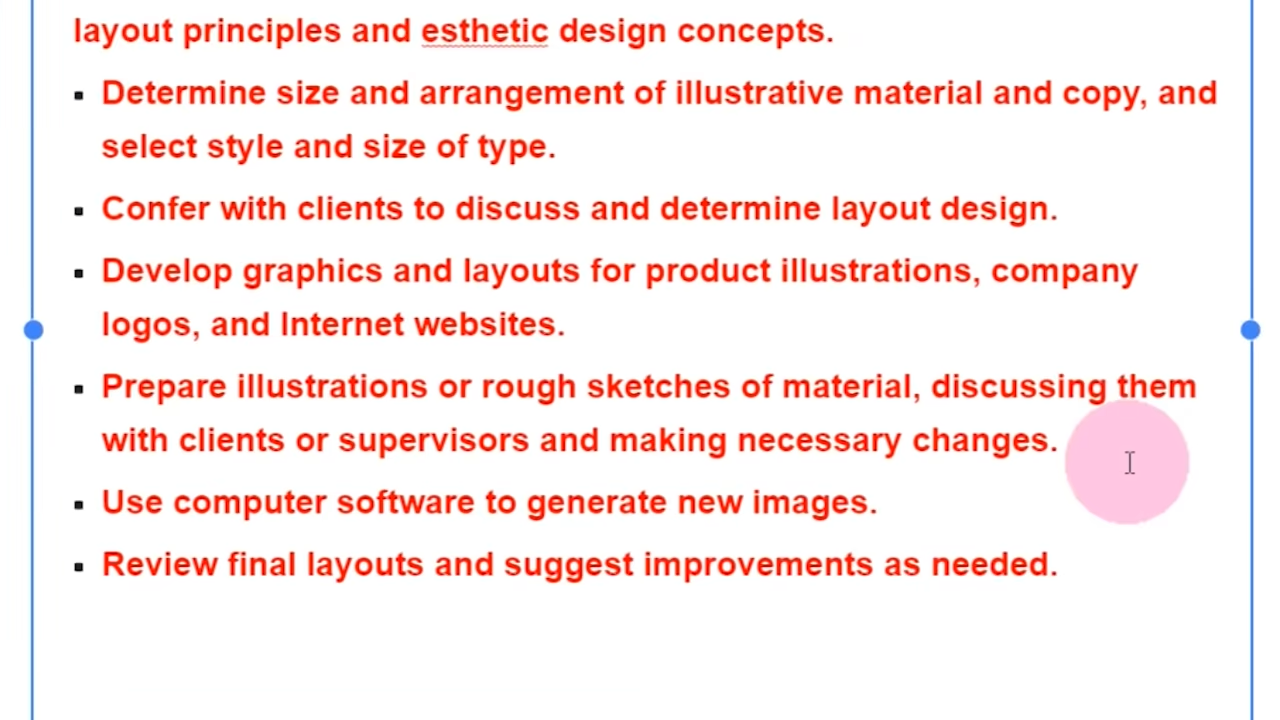 layout principles and esthetic design concepts.
▪ Determine size and arrangement of illustrative material and copy, and
select style and size of type.
▪ Confer with clients to discuss and determine layout design.
▪ Develop graphics and layouts for product illustrations, company
logos, and Internet websites.
▪ Prepare illustrations or rough sketches of material, discussing them
with clients or supervisors and making necessary changes.
▪ Use computer software to generate new images.
▪ Review final layouts and suggest improvements as needed.